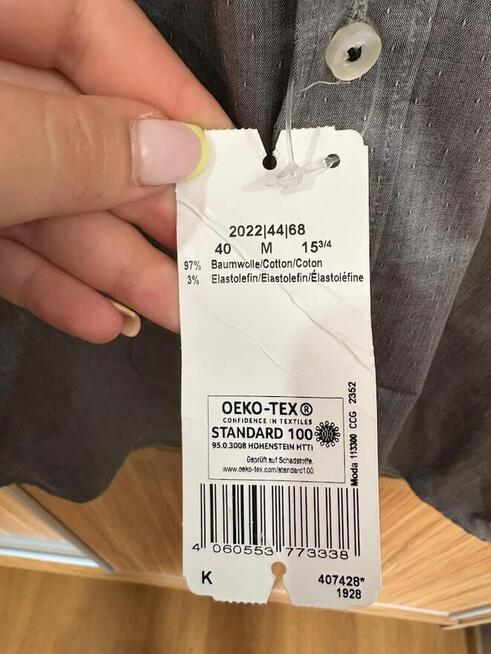 2022|44|68
40 M 15 3/4
97% Baumwolle/Cotton/Coton
3% Elastolefin/Elastolefin/Élastoléfine
OEKO-TEX®
CONFIDENCE IN TEXTILES
STANDARD 100
95.0.3008 HOHENSTEIN HTTI
Geprüft auf Schadstoffe.
www.oeko-tex.com/standard100
Moda 113300 CCG 2352
4 060553 773338
K 407428*
1928